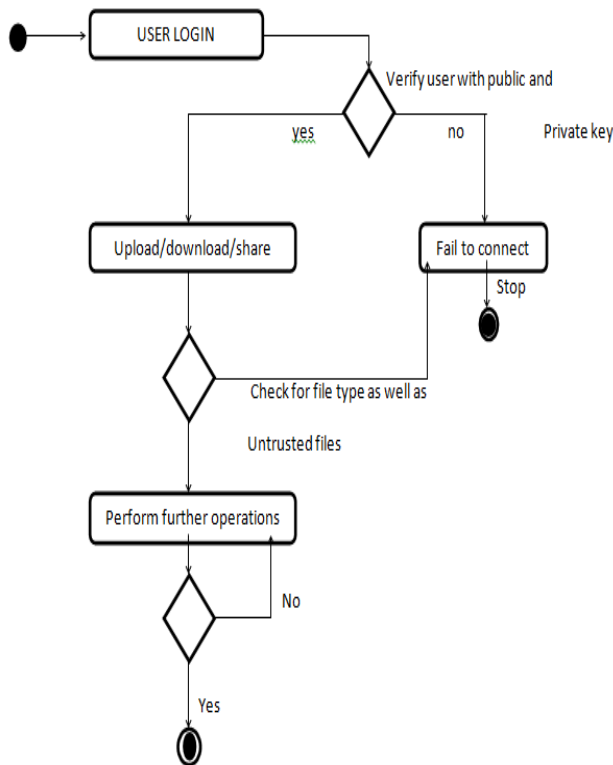 USER LOGIN
Verify user with public and
yes
no
Private key
Upload/download/share
Fail to connect
Stop
Check for file type as well as
Untrusted files
Perform further operations
No
Yes